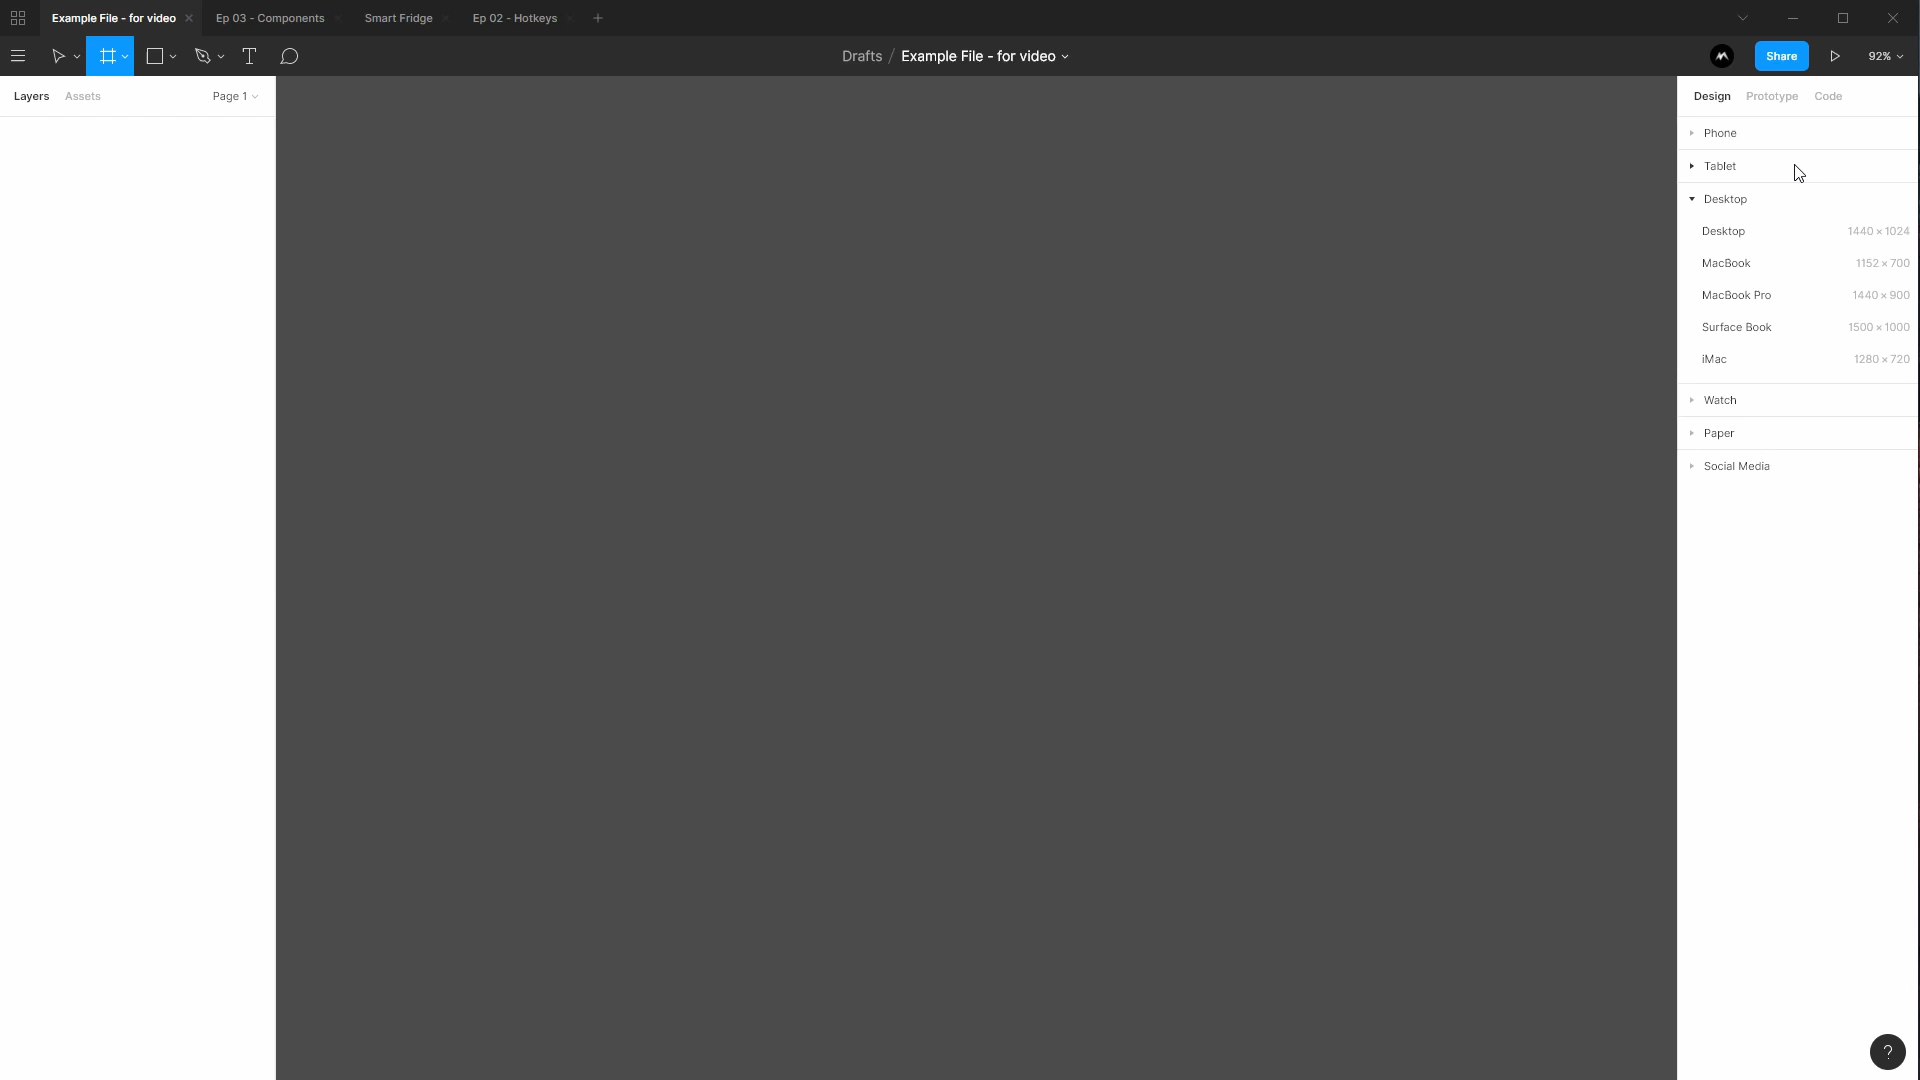 Example File - for video
Ep 03 - Components
Smart Fridge
Ep 02 - Hotkeys
Drafts / Example File - for video
Share
92%
Layers
Assets
Page 1
Design
Prototype
Code
Phone
Tablet
Desktop
Desktop 1440 × 1024
MacBook 1152 × 700
MacBook Pro 1440 × 900
Surface Book 1500 × 1000
iMac 1280 × 720
Watch
Paper
Social Media
?